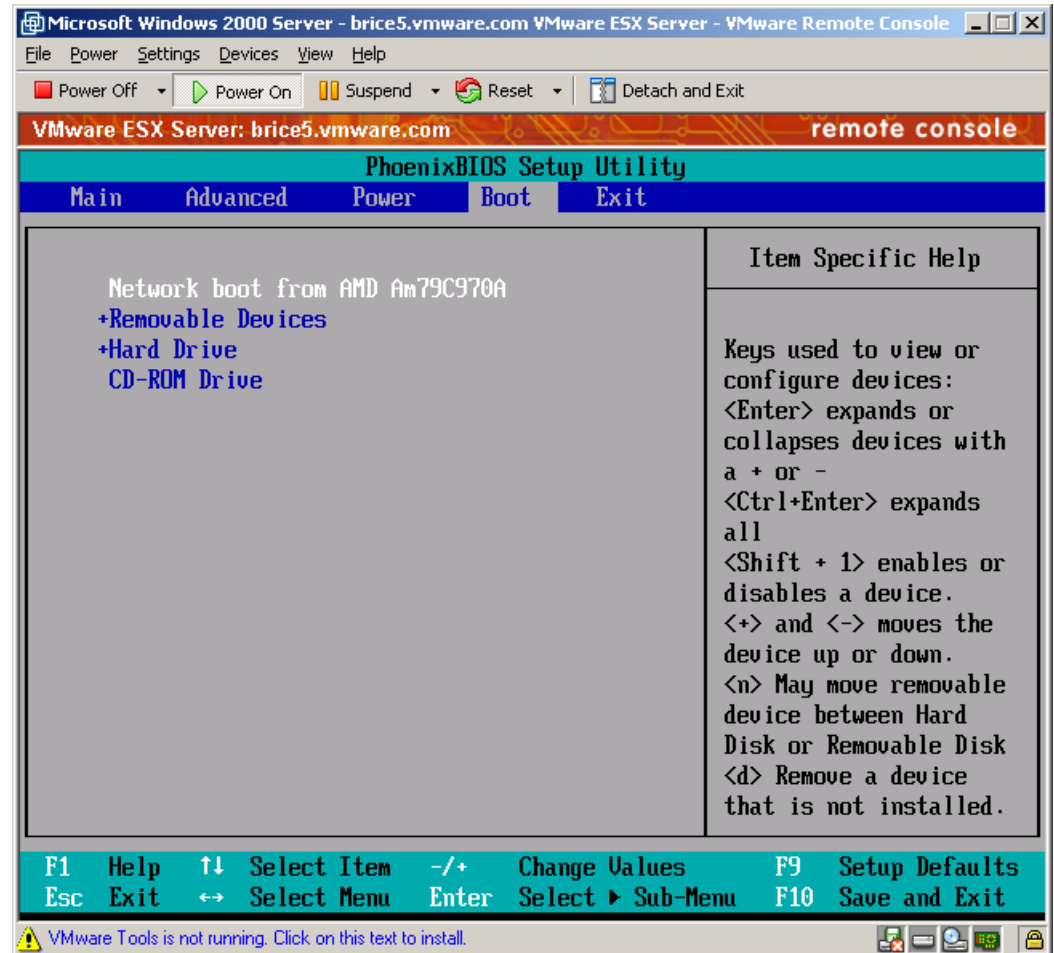 Microsoft Windows 2000 Server - brice5.vmware.com VMware ESX Server - VMware Remote Console
File Power Settings Devices View Help
Power Off Power On Suspend Reset Detach and Exit
VMware ESX Server: brice5.vmware.com remote console
PhoenixBIOS Setup Utility
Main Advanced Power Boot Exit
Network boot from AMD Am79C970A
+Removable Devices
+Hard Drive
CD-ROM Drive
Item Specific Help
Keys used to view or
configure devices:
<Enter> expands or
collapses devices with
a + or -
<Ctrl+Enter> expands
all
<Shift + 1> enables or
disables a device.
<+> and <-> moves the
device up or down.
<n> May move removable
device between Hard
Disk or Removable Disk
<d> Remove a device
that is not installed.
F1 Help ↑↓ Select Item -/+ Change Values F9 Setup Defaults
Esc Exit ↔ Select Menu Enter Select ▶ Sub-Menu F10 Save and Exit
VMware Tools is not running. Click on this text to install.